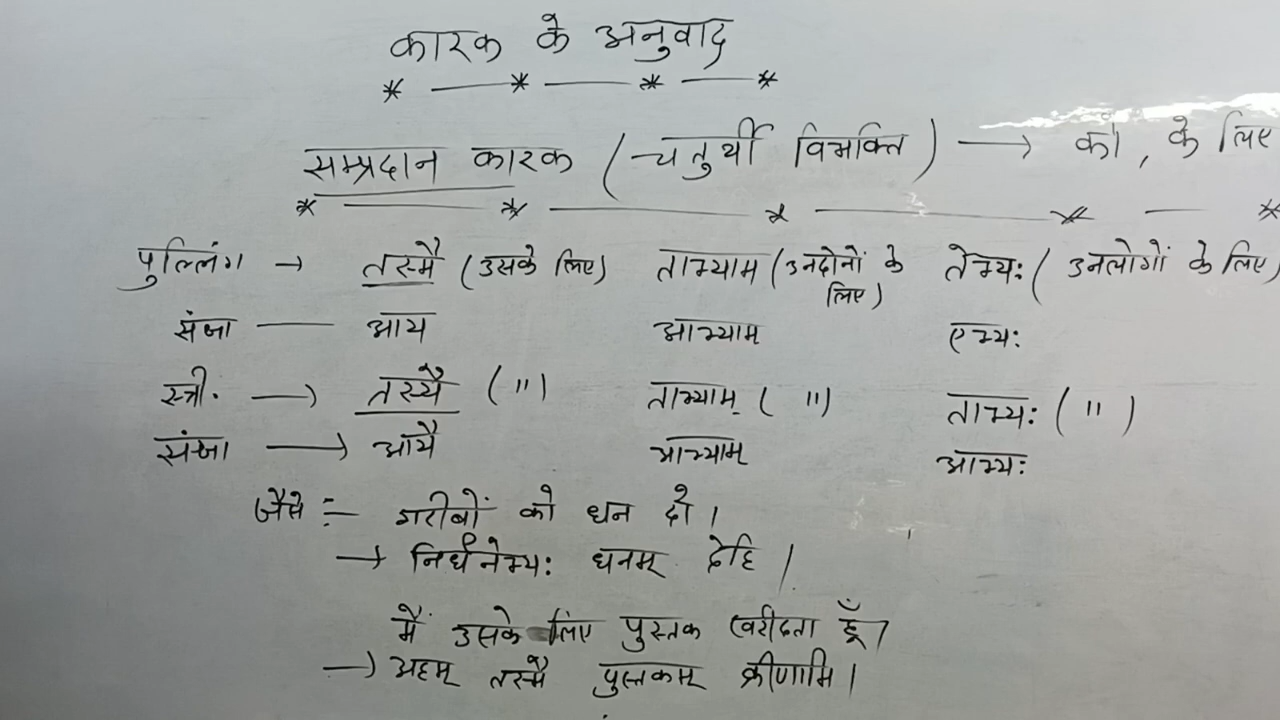 कारक के अनुवाद
सम्प्रदान कारक (चतुर्थी विभक्ति) → को, के लिए
पुल्लिंग → तस्मै (उसके लिए) ताभ्याम (उनदोनों के लिए) तेभ्यः (उनलोगों के लिए)
संज्ञा — आय आभ्याम् एभ्यः
स्त्री. → तस्यै (") ताभ्याम् (") ताभ्यः (")
संज्ञा → आयै आभ्याम् आभ्यः
जैसे :- गरीबों को धन दो।
→ निर्धनेभ्यः धनम् देहि।
मैं उसके लिए पुस्तक खरीदता हूँ।
→ अहम् तस्मै पुस्तकम् क्रीणामि।